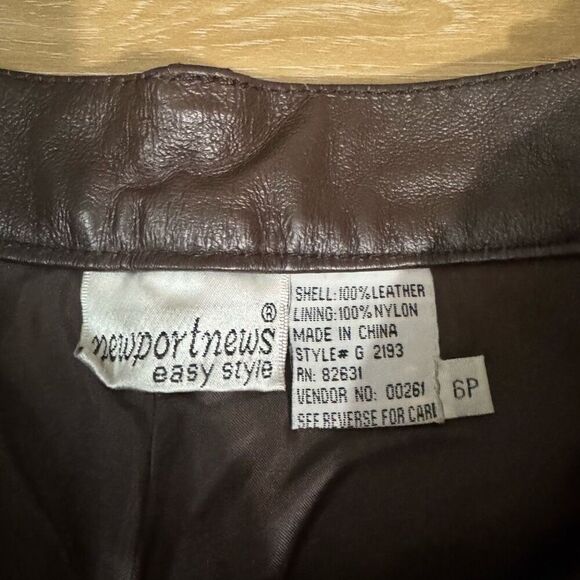 newportnews®
easy style
SHELL:100%LEATHER
LINING:100%NYLON
MADE IN CHINA
STYLE# G 2193
RN: 82631
VENDOR NO: 00261
SEE REVERSE FOR CARE
6P